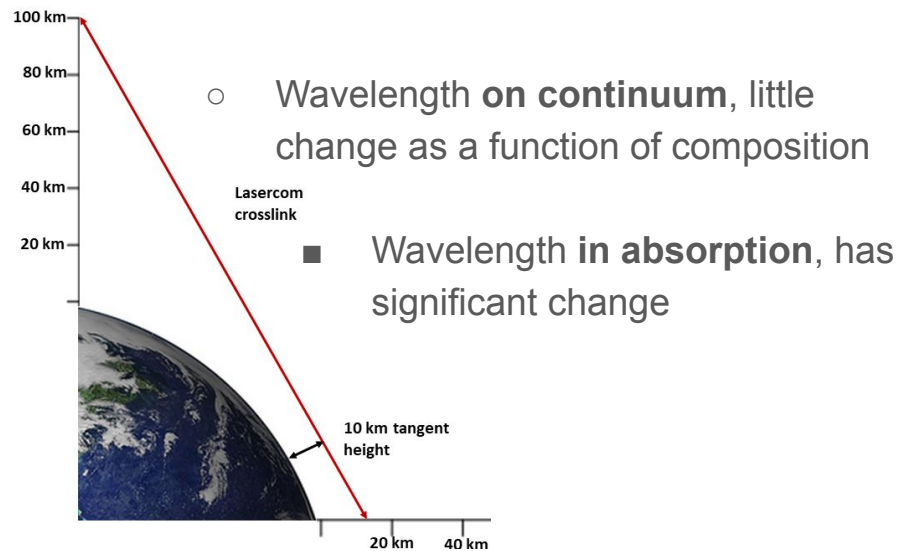 100 km
80 km
60 km
40 km
20 km
○ Wavelength on continuum, little
change as a function of composition
Lasercom
crosslink
■ Wavelength in absorption, has
significant change
10 km tangent
height
20 km
40 km